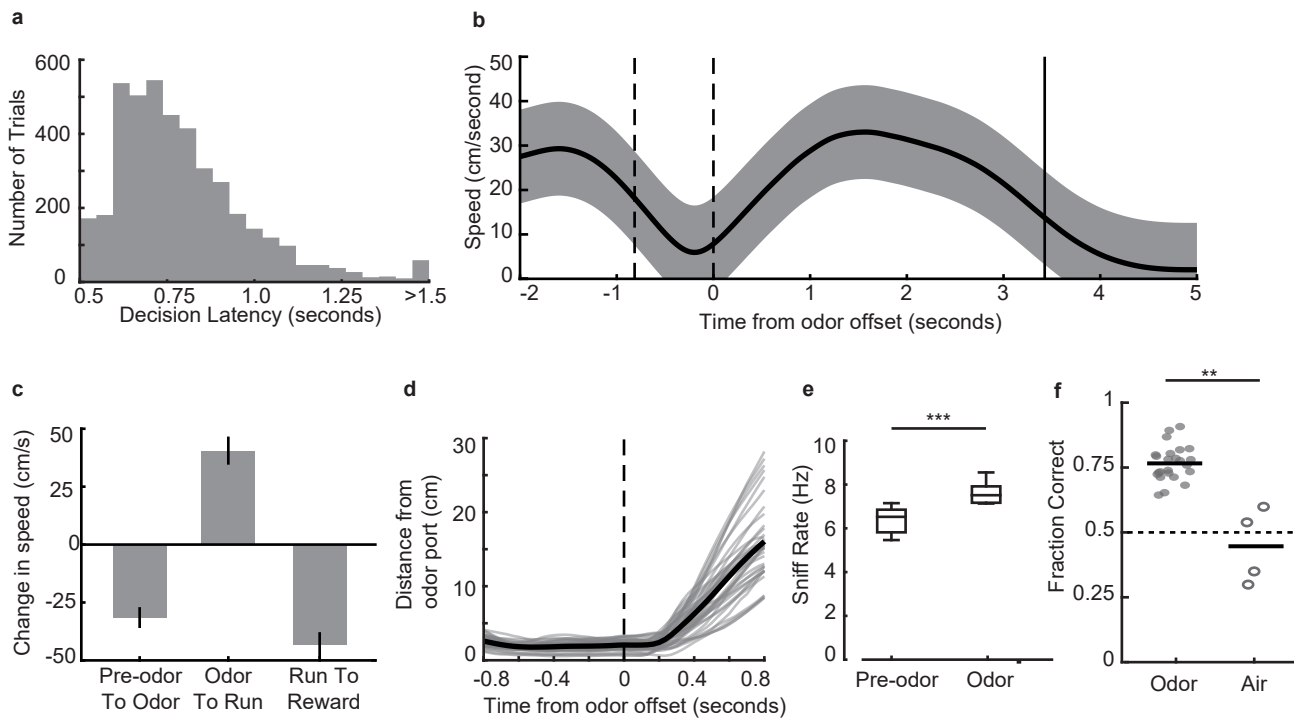 a
Number of Trials
600
400
200
0
0.5 0.75 1.0 1.25 >1.5
Decision Latency (seconds)
b
Speed (cm/second)
50
40
30
20
10
0
-2 -1 0 1 2 3 4 5
Time from odor offset (seconds)
c
Change in speed (cm/s)
50
25
0
-25
-50
Pre-odor Odor Run To
To Odor To Run Reward
d
Distance from
odor port (cm)
30
20
10
0
-0.8 -0.4 0 0.4 0.8
Time from odor offset (seconds)
e
***
Sniff Rate (Hz)
10
8
6
4
2
0
Pre-odor Odor
f
**
Fraction Correct
1
0.75
0.5
0.25
0
Odor Air